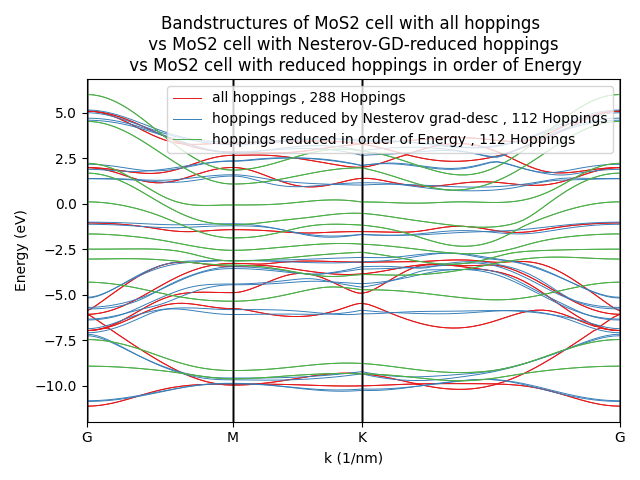 Bandstructures of MoS2 cell with all hoppings
vs MoS2 cell with Nesterov-GD-reduced hoppings
vs MoS2 cell with reduced hoppings in order of Energy
all hoppings , 288 Hoppings
hoppings reduced by Nesterov grad-desc , 112 Hoppings
hoppings reduced in order of Energy , 112 Hoppings
Energy (eV)
5.0
2.5
0.0
−2.5
−5.0
−7.5
−10.0
G M K G
k (1/nm)